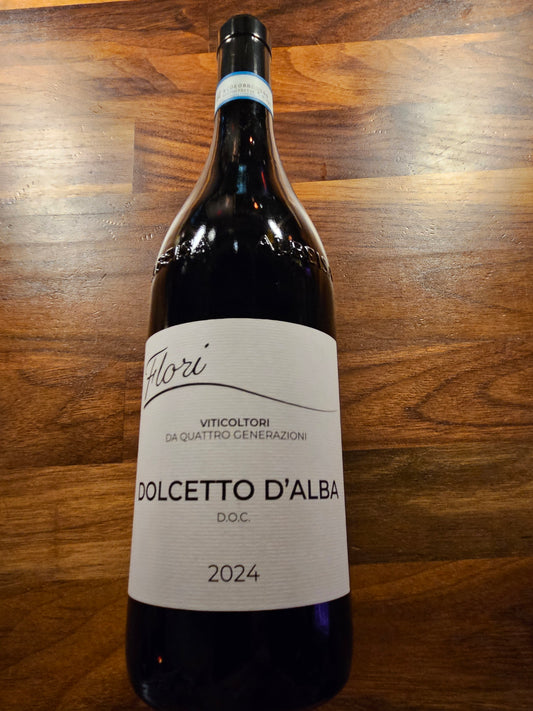 Flori
VITICOLTORI
DA QUATTRO GENERAZIONI
DOLCETTO D'ALBA
D.O.C.
2024